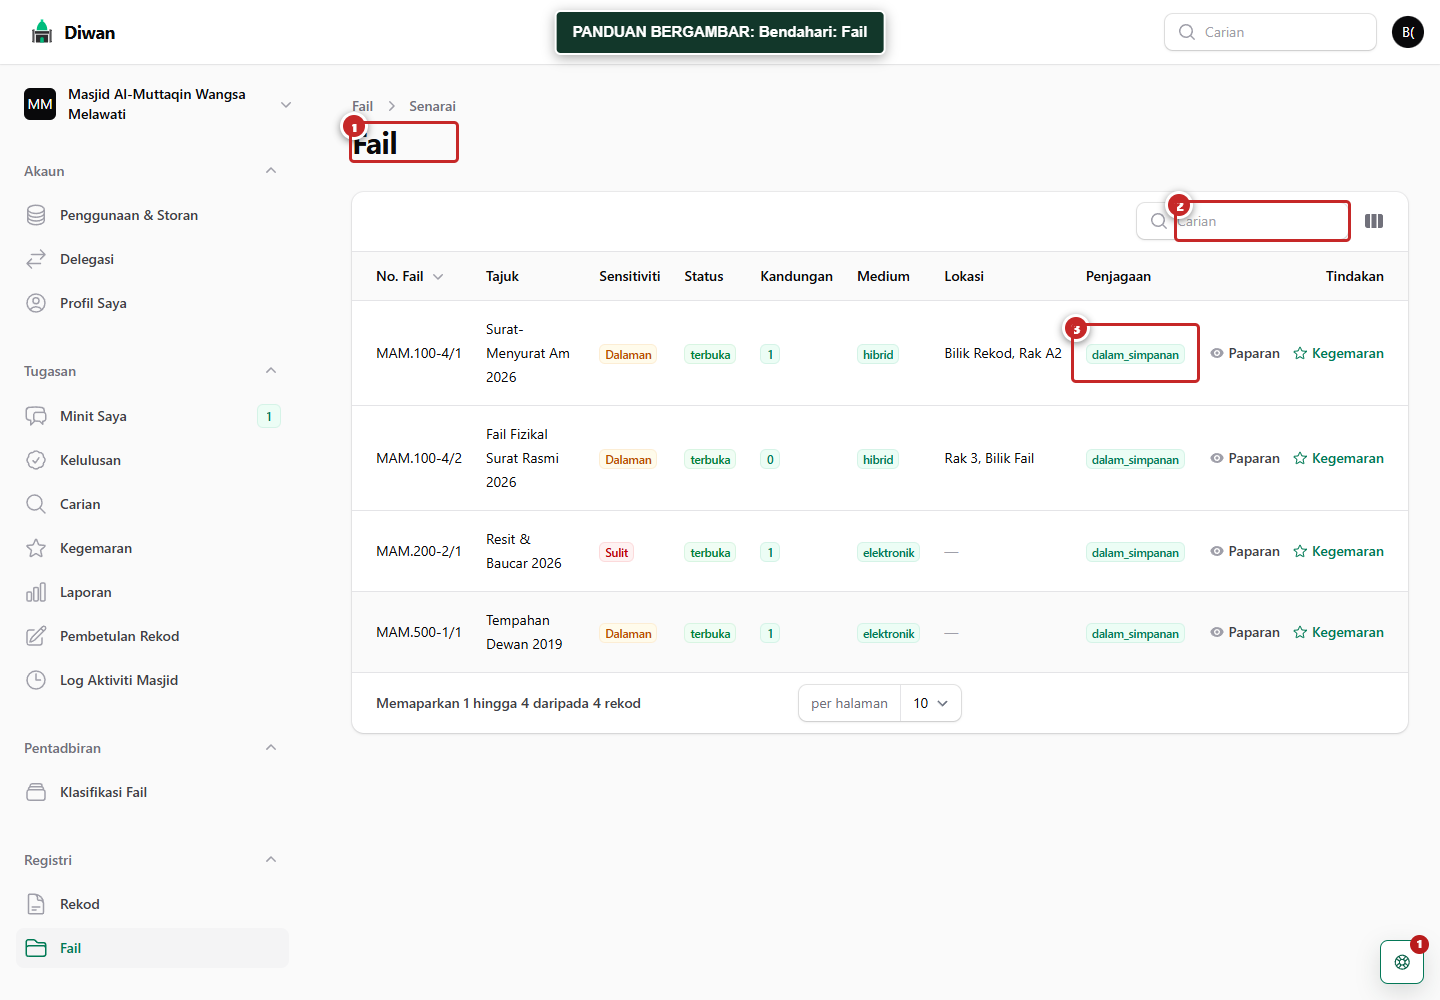 Diwan
PANDUAN BERGAMBAR: Bendahari: Fail
Carian
B(
MM
Masjid Al-Muttaqin Wangsa
Melawati
Akaun
Penggunaan & Storan
Delegasi
Profil Saya
Tugasan
Minit Saya
1
Kelulusan
Carian
Kegemaran
Laporan
Pembetulan Rekod
Log Aktiviti Masjid
Pentadbiran
Klasifikasi Fail
Registri
Rekod
Fail
Fail > Senarai
1
Fail
2
Carian
No. Fail Tajuk Sensitiviti Status Kandungan Medium Lokasi Penjagaan Tindakan
3
MAM.100-4/1
Surat-
Menyurat Am
2026
Dalaman terbuka 1 hibrid Bilik Rekod, Rak A2 dalam_simpanan Paparan Kegemaran
MAM.100-4/2
Fail Fizikal
Surat Rasmi
2026
Dalaman terbuka 0 hibrid Rak 3, Bilik Fail dalam_simpanan Paparan Kegemaran
MAM.200-2/1
Resit &
Baucar 2026
Sulit terbuka 1 elektronik — dalam_simpanan Paparan Kegemaran
MAM.500-1/1
Tempahan
Dewan 2019
Dalaman terbuka 1 elektronik — dalam_simpanan Paparan Kegemaran
Memaparkan 1 hingga 4 daripada 4 rekod
per halaman 10
1